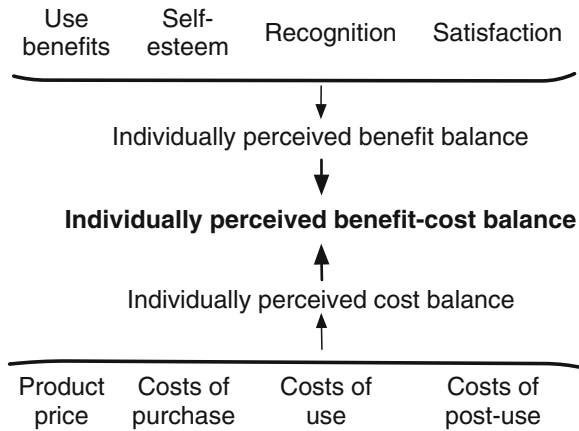 Use benefits
Self-esteem
Recognition
Satisfaction
Individually perceived benefit balance
Individually perceived benefit-cost balance
Individually perceived cost balance
Product price
Costs of purchase
Costs of use
Costs of post-use